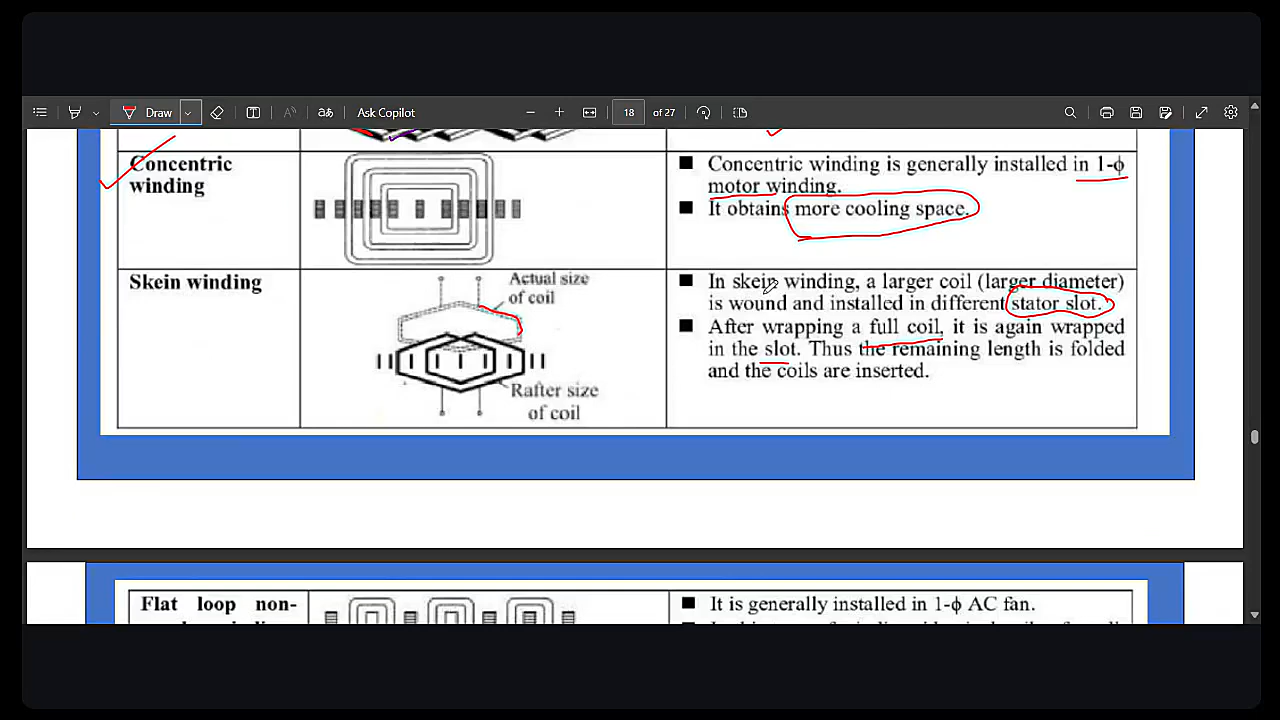 Draw
aあ
Ask Copilot
18 of 27
Concentric
winding
Concentric winding is generally installed in 1-ϕ
motor winding.
It obtains more cooling space.
Skein winding
Actual size
of coil
Rafter size
of coil
In skein winding, a larger coil (larger diameter)
is wound and installed in different stator slot.
After wrapping a full coil, it is again wrapped
in the slot. Thus the remaining length is folded
and the coils are inserted.
Flat loop non-
It is generally installed in 1-ϕ AC fan.